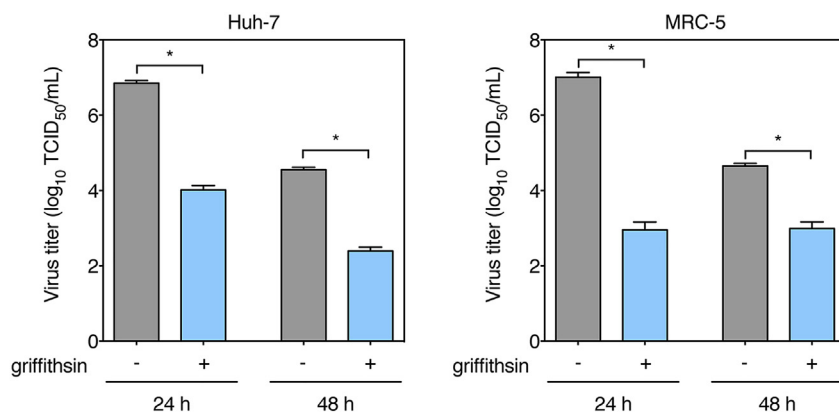 Huh-7
Virus titer (log10 TCID50/mL)
8
6
4
2
0
* *
griffithsin - + - +
24 h 48 h
MRC-5
Virus titer (log10 TCID50/mL)
8
6
4
2
0
* *
griffithsin - + - +
24 h 48 h